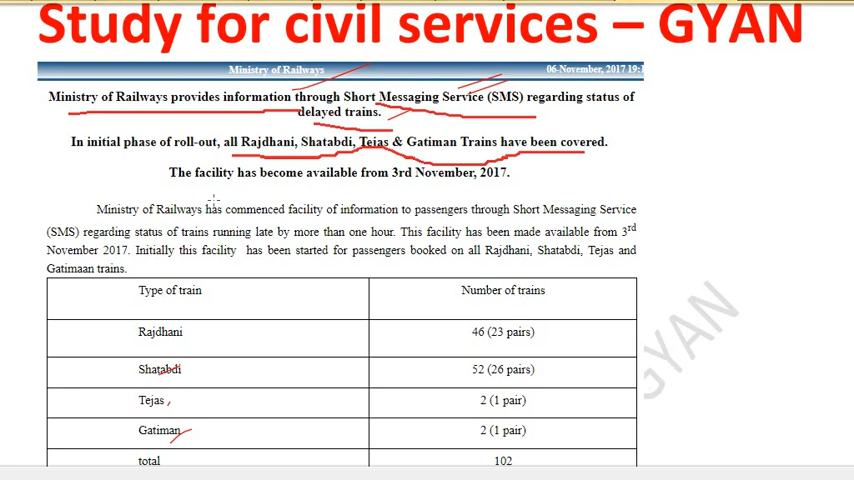 Study for civil services – GYAN
Ministry of Railways 06-November, 2017 19:1
Ministry of Railways provides information through Short Messaging Service (SMS) regarding status of
delayed trains.
In initial phase of roll-out, all Rajdhani, Shatabdi, Tejas & Gatiman Trains have been covered.
The facility has become available from 3rd November, 2017.
Ministry of Railways has commenced facility of information to passengers through Short Messaging Service
(SMS) regarding status of trains running late by more than one hour. This facility has been made available from 3rd
November 2017. Initially this facility has been started for passengers booked on all Rajdhani, Shatabdi, Tejas and
Gatimaan trains.
Type of train Number of trains
Rajdhani 46 (23 pairs)
Shatabdi 52 (26 pairs)
Tejas 2 (1 pair)
Gatiman 2 (1 pair)
total 102
GYAN